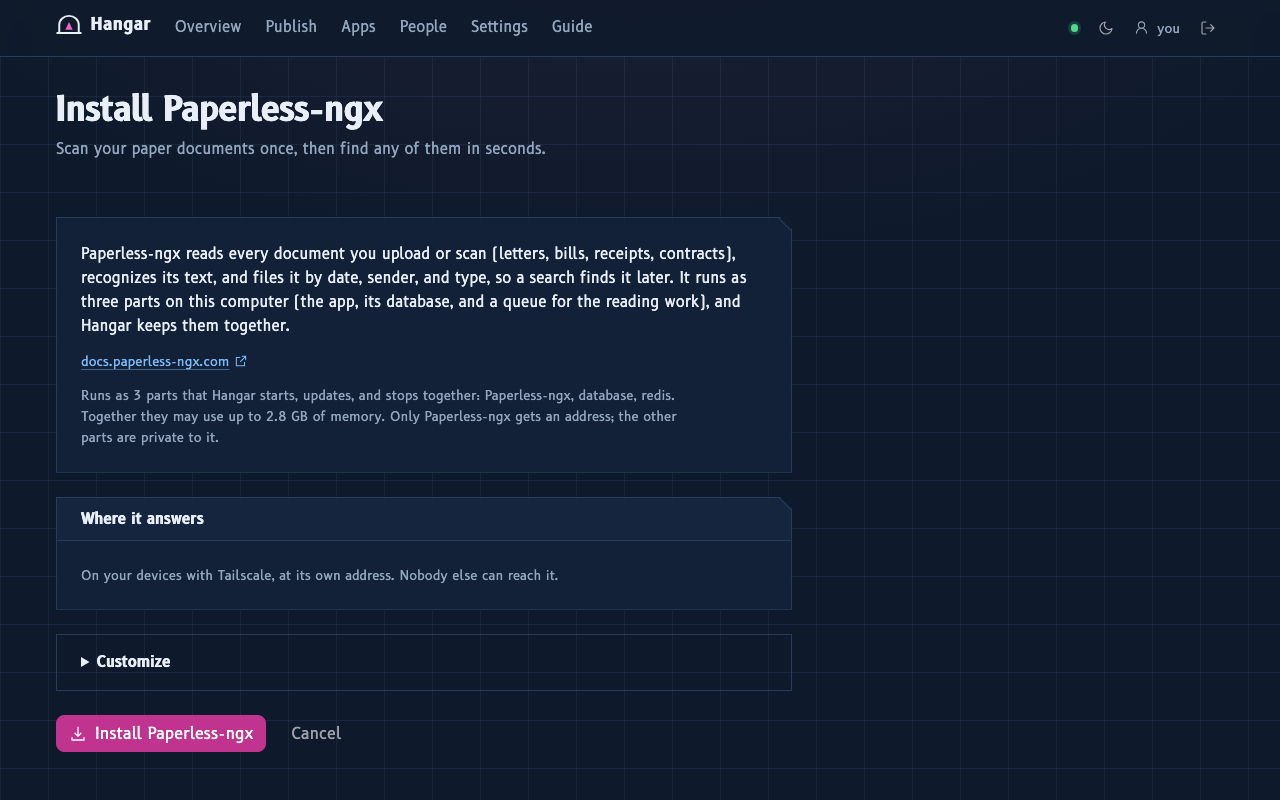 Hangar
Overview
Publish
Apps
People
Settings
Guide
you
Install Paperless-ngx
Scan your paper documents once, then find any of them in seconds.
Paperless-ngx reads every document you upload or scan (letters, bills, receipts, contracts),
recognizes its text, and files it by date, sender, and type, so a search finds it later. It runs as
three parts on this computer (the app, its database, and a queue for the reading work), and
Hangar keeps them together.
docs.paperless-ngx.com
Runs as 3 parts that Hangar starts, updates, and stops together: Paperless-ngx, database, redis.
Together they may use up to 2.8 GB of memory. Only Paperless-ngx gets an address; the other
parts are private to it.
Where it answers
On your devices with Tailscale, at its own address. Nobody else can reach it.
Customize
Install Paperless-ngx
Cancel